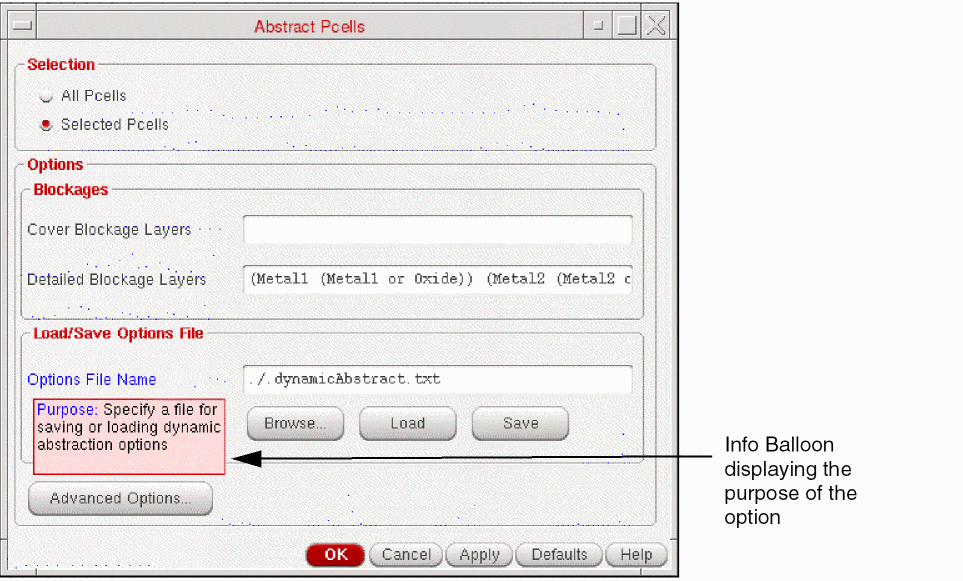 Abstract Pcells
Selection
All Pcells
Selected Pcells
Options
Blockages
Cover Blockage Layers
Detailed Blockage Layers (Metal1 (Metal1 or Oxide)) (Metal2 (Metal2 o
Load/Save Options File
Options File Name ./.dynamicAbstract.txt
Purpose: Specify a file for
saving or loading dynamic
abstraction options
Browse... Load Save
Info Balloon
displaying the
purpose of the
option
Advanced Options...
OK Cancel Apply Defaults Help